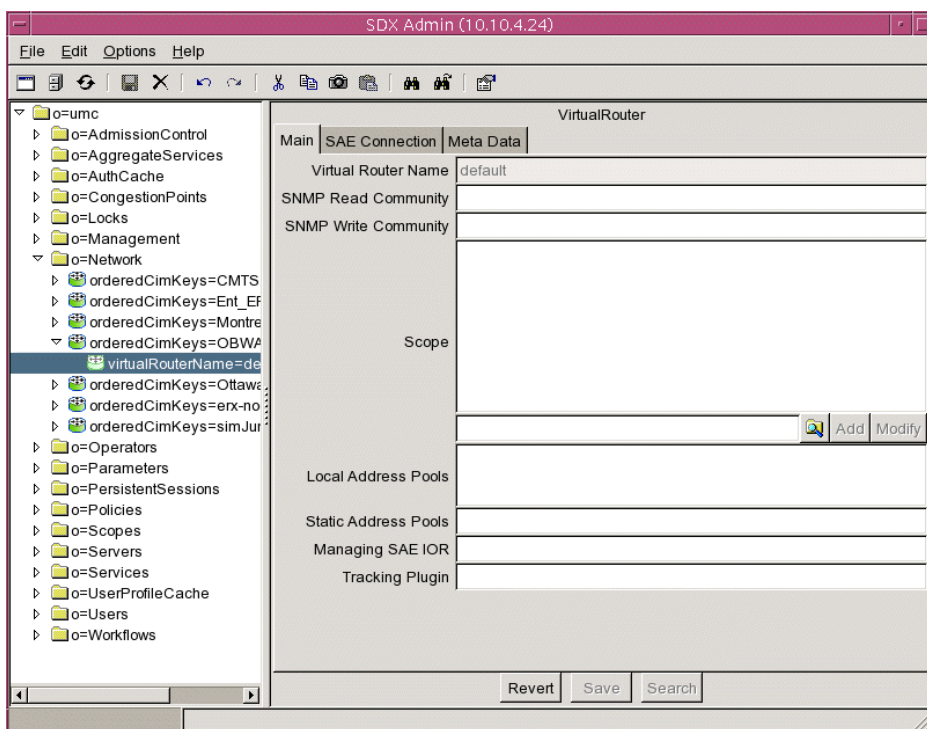 SDX Admin (10.10.4.24)
File Edit Options Help
o=umc
o=AdmissionControl
o=AggregateServices
o=AuthCache
o=CongestionPoints
o=Locks
o=Management
o=Network
orderedCimKeys=CMTS
orderedCimKeys=Ent_EF
orderedCimKeys=Montre
orderedCimKeys=OBWA
virtualRouterName=de
orderedCimKeys=Ottawa
orderedCimKeys=erx-no
orderedCimKeys=simJur
o=Operators
o=Parameters
o=PersistentSessions
o=Policies
o=Scopes
o=Servers
o=Services
o=UserProfileCache
o=Users
o=Workflows
VirtualRouter
Main SAE Connection Meta Data
Virtual Router Name default
SNMP Read Community
SNMP Write Community
Scope
Add Modify
Local Address Pools
Static Address Pools
Managing SAE IOR
Tracking Plugin
Revert Save Search